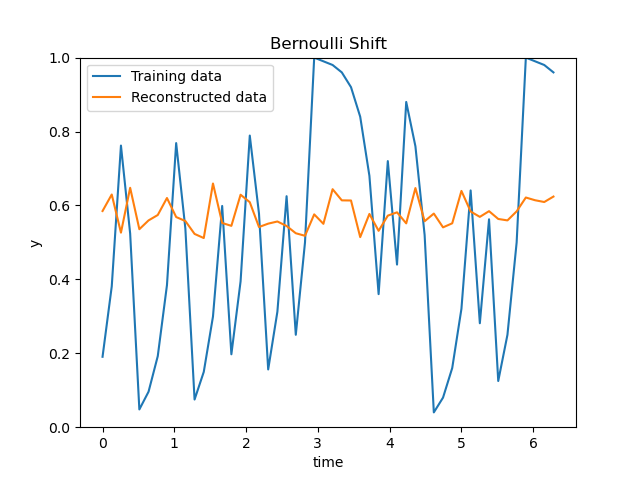 Bernoulli Shift
Training data
Reconstructed data
y
1.0
0.8
0.6
0.4
0.2
0.0
0 1 2 3 4 5 6
time